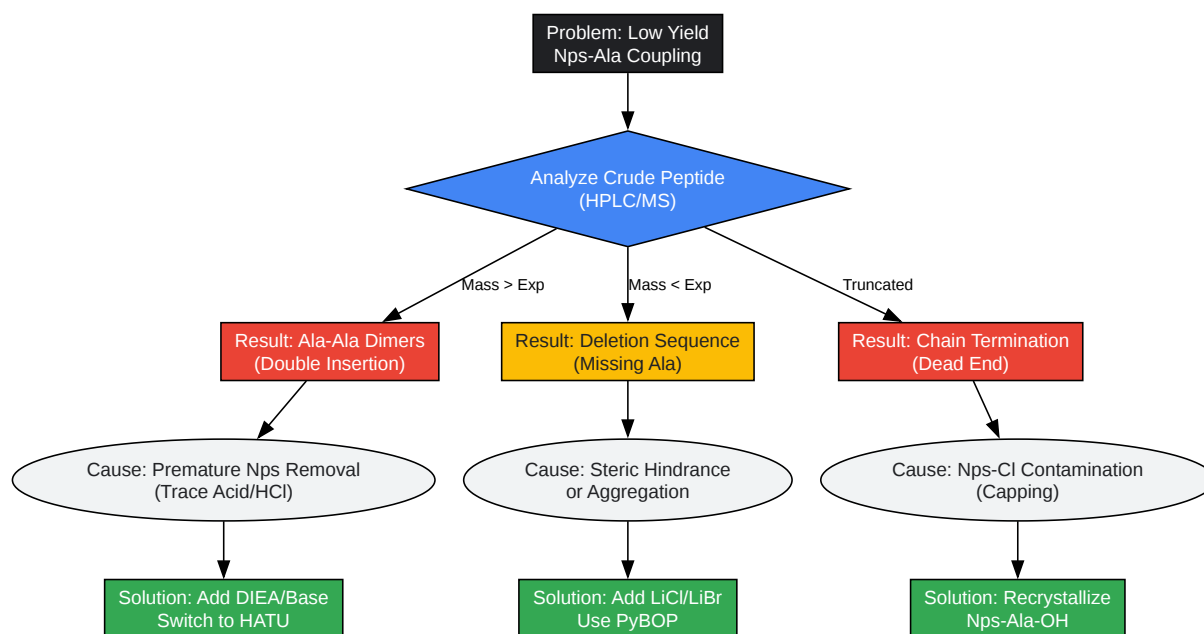 Problem: Low Yield
Nps-Ala Coupling
Analyze Crude Peptide
(HPLC/MS)
Mass > Exp
Mass < Exp
Truncated
Result: Ala-Ala Dimers
(Double Insertion)
Result: Deletion Sequence
(Missing Ala)
Result: Chain Termination
(Dead End)
Cause: Premature Nps Removal
(Trace Acid/HCl)
Cause: Steric Hindrance
or Aggregation
Cause: Nps-Cl Contamination
(Capping)
Solution: Add DIEA/Base
Switch to HATU
Solution: Add LiCl/LiBr
Use PyBOP
Solution: Recrystallize
Nps-Ala-OH